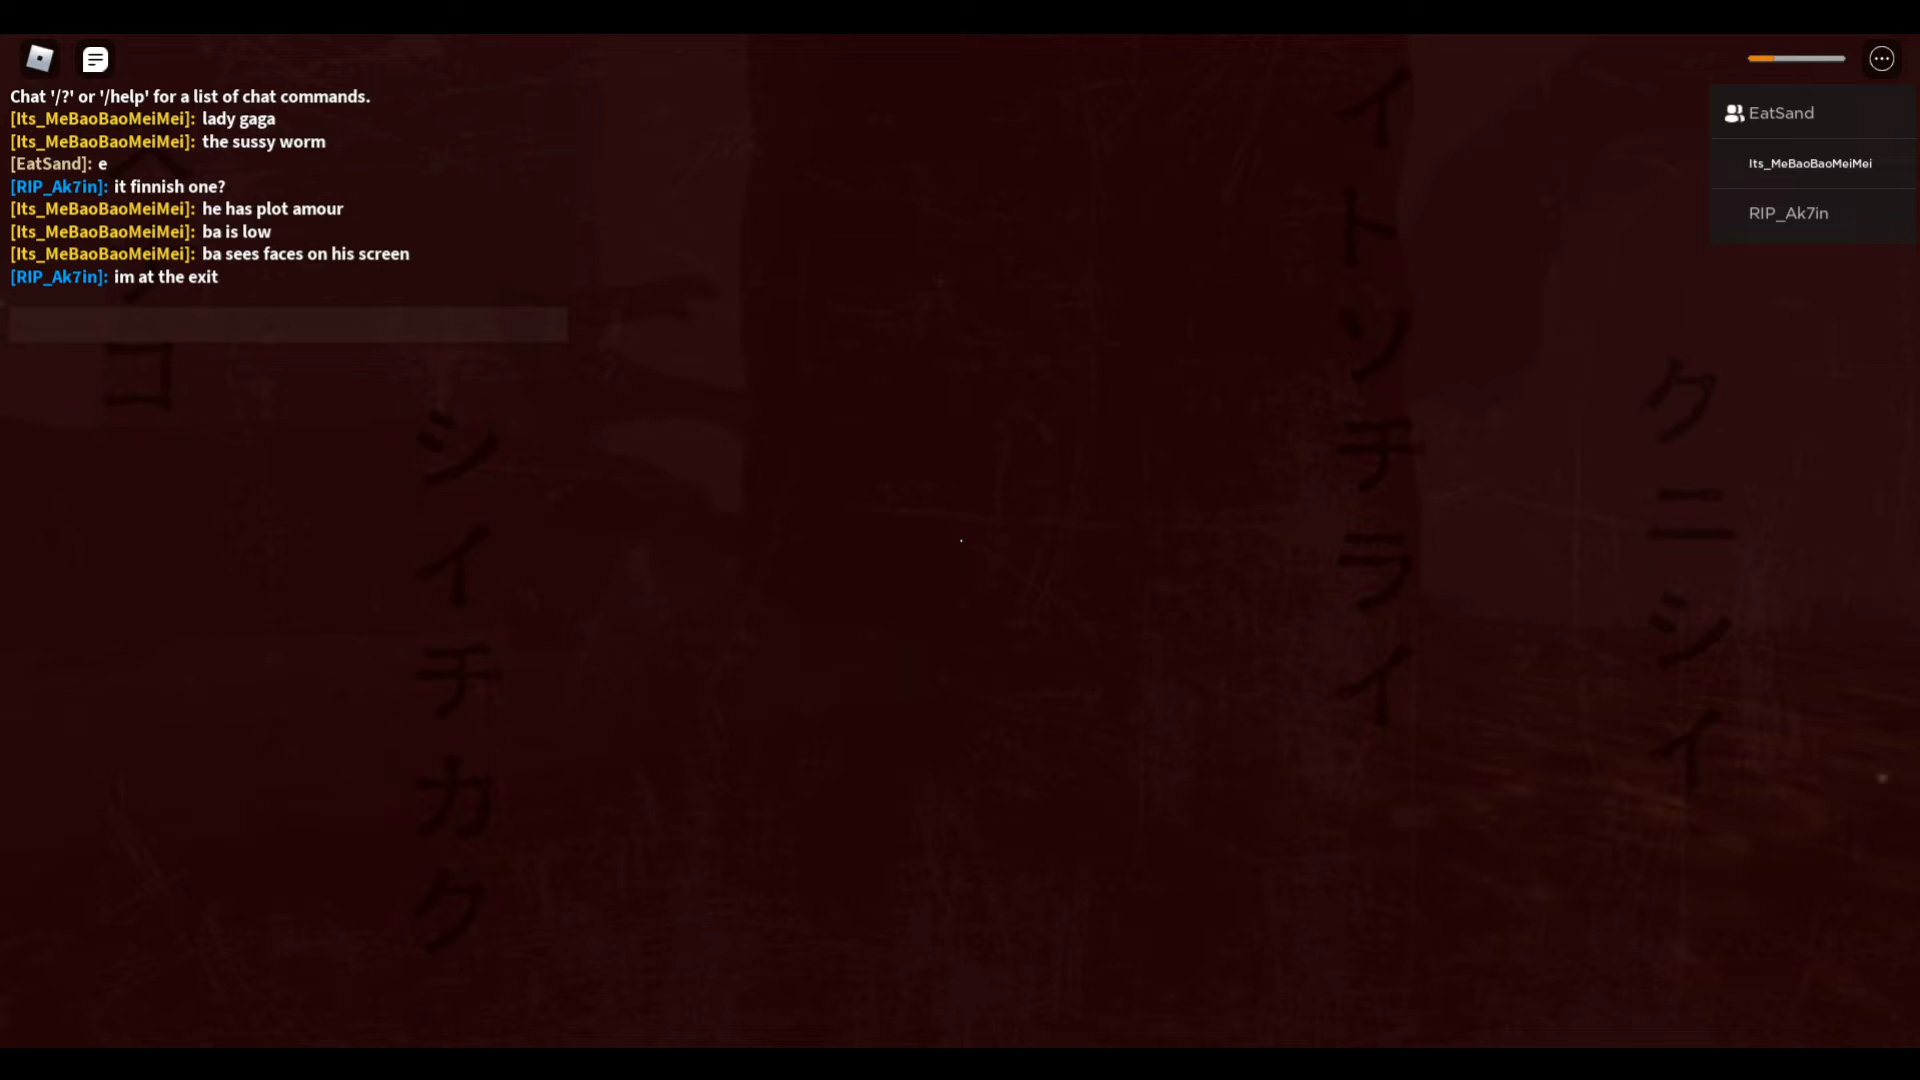 Chat '/?' or '/help' for a list of chat commands.
[Its_MeBaoBaoMeiMei]: lady gaga
[Its_MeBaoBaoMeiMei]: the sussy worm
[EatSand]: e
[RIP_Ak7in]: it finnish one?
[Its_MeBaoBaoMeiMei]: he has plot amour
[Its_MeBaoBaoMeiMei]: ba is low
[Its_MeBaoBaoMeiMei]: ba sees faces on his screen
[RIP_Ak7in]: im at the exit
EatSand
Its_MeBaoBaoMeiMei
RIP_Ak7in
クニシイ
イトソチライ
シイチカク
コ